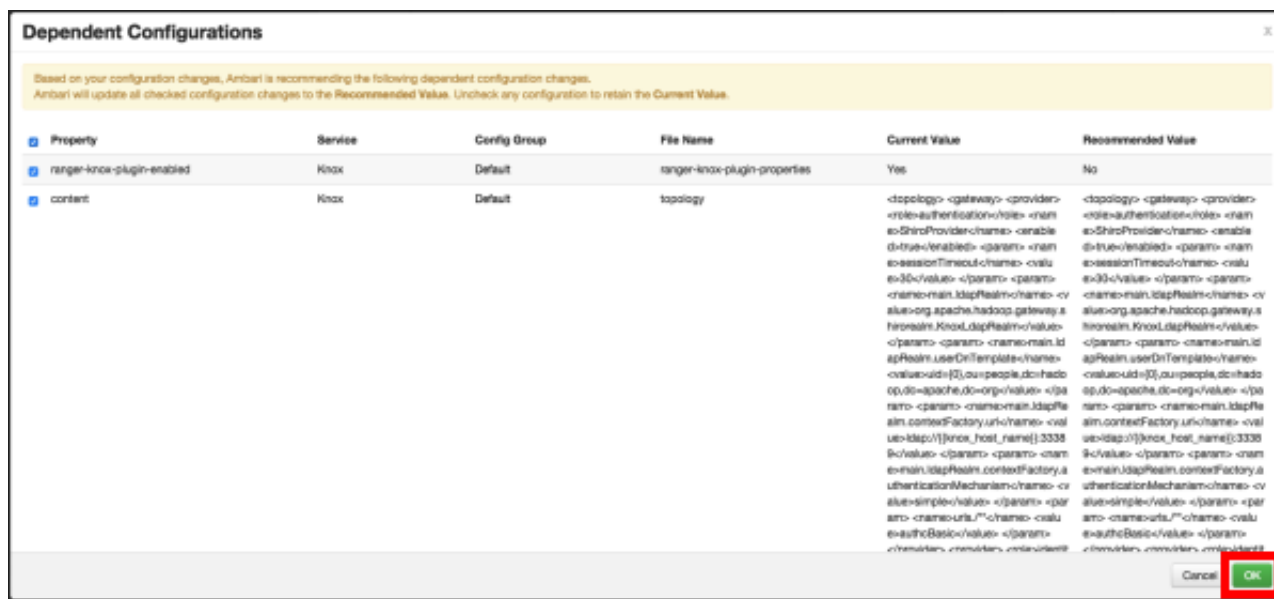 Dependent Configurations
X
Based on your configuration changes, Ambari is recommending the following dependent configuration changes.
Ambari will update all checked configuration changes to the Recommended Value. Uncheck any configuration to retain the Current Value.
Property Service Config Group File Name Current Value Recommended Value
ranger-knox-plugin-enabled Knox Default ranger-knox-plugin-properties Yes No
content Knox Default topology
<topology> <gateway> <provider>
<role>authentication</role> <nam
e>ShiroProvider</name> <enable
d>true</enabled> <param> <nam
e>sessionTimeout</name> <valu
e>30</value> </param> <param>
<name>main.ldapRealm</name> <v
alue>org.apache.hadoop.gateway.s
hirorealm.KnoxLdapRealm</value>
</param> <param> <name>main.ld
apRealm.userDnTemplate</name>
<value>uid={0},ou=people,dc=hado
op,dc=apache,dc=org</value> </pa
ram> <param> <name>main.ldapRe
alm.contextFactory.url</name> <val
ue>ldap://{{knox_host_name}}:3338
9</value> </param> <param> <nam
e>main.ldapRealm.contextFactory.a
uthenticationMechanism</name> <v
alue>simple</value> </param> <par
am> <name>urls./**</name> <valu
e>authcBasic</value> </param>
</provider> <provider> <role>identit
<topology> <gateway> <provider>
<role>authentication</role> <nam
e>ShiroProvider</name> <enable
d>true</enabled> <param> <nam
e>sessionTimeout</name> <valu
e>30</value> </param> <param>
<name>main.ldapRealm</name> <v
alue>org.apache.hadoop.gateway.s
hirorealm.KnoxLdapRealm</value>
</param> <param> <name>main.ld
apRealm.userDnTemplate</name>
<value>uid={0},ou=people,dc=hado
op,dc=apache,dc=org</value> </pa
ram> <param> <name>main.ldapRe
alm.contextFactory.url</name> <val
ue>ldap://{{knox_host_name}}:3338
9</value> </param> <param> <nam
e>main.ldapRealm.contextFactory.a
uthenticationMechanism</name> <v
alue>simple</value> </param> <par
am> <name>urls./**</name> <valu
e>authcBasic</value> </param>
</provider> <provider> <role>identit
Cancel OK